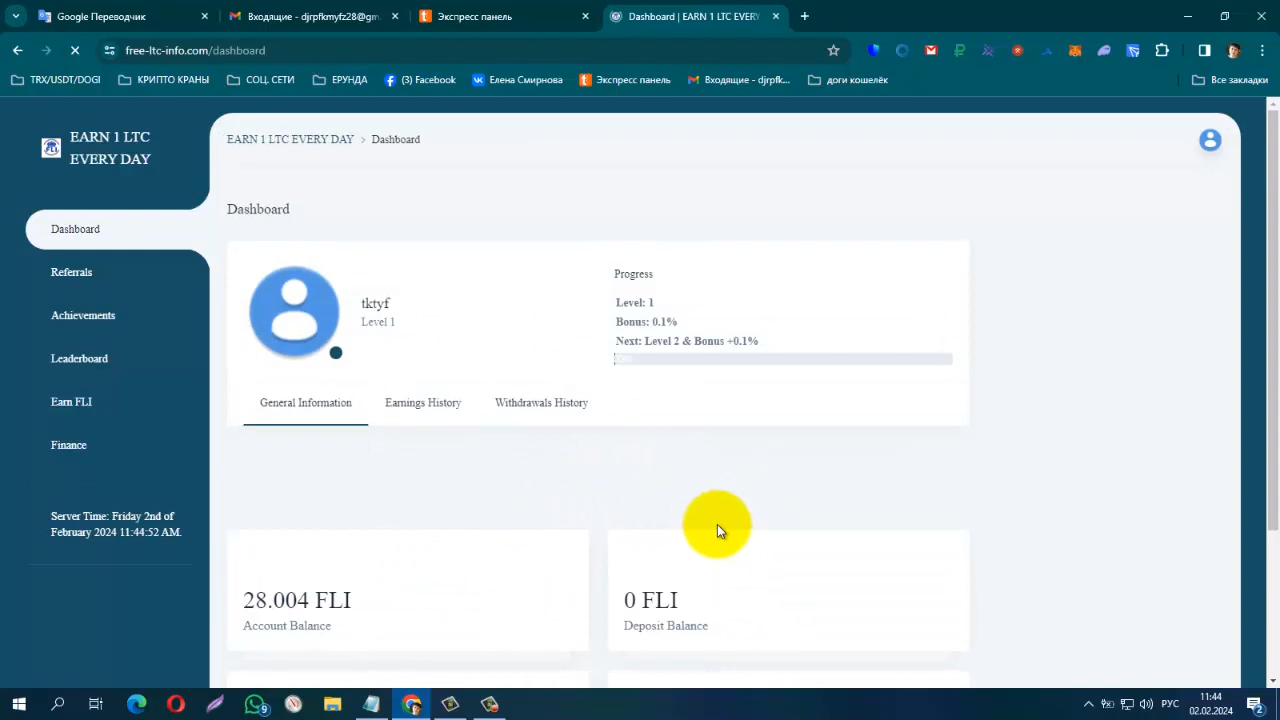 Google Переводчик
Входящие - djrpfkmyfz28@gm
Экспресс панель
Dashboard | EARN 1 LTC EVERY
free-ltc-info.com/dashboard
TRX/USDT/DOGI
КРИПТО КРАНЫ
СОЦ. СЕТИ
ЕРУНДА
(3) Facebook
Елена Смирнова
Экспресс панель
Входящие - djrpfk...
доги кошелёк
Все закладки
EARN 1 LTC
EVERY DAY
EARN 1 LTC EVERY DAY > Dashboard
Dashboard
Dashboard
Referrals
Achievements
Leaderboard
Earn FLI
Finance
Server Time: Friday 2nd of
February 2024 11:44:52 AM.
tktyf
Level 1
Progress
Level: 1
Bonus: 0.1%
Next: Level 2 & Bonus +0.1%
General Information
Earnings History
Withdrawals History
28.004 FLI
Account Balance
0 FLI
Deposit Balance
9
РУС
11:44
02.02.2024
2